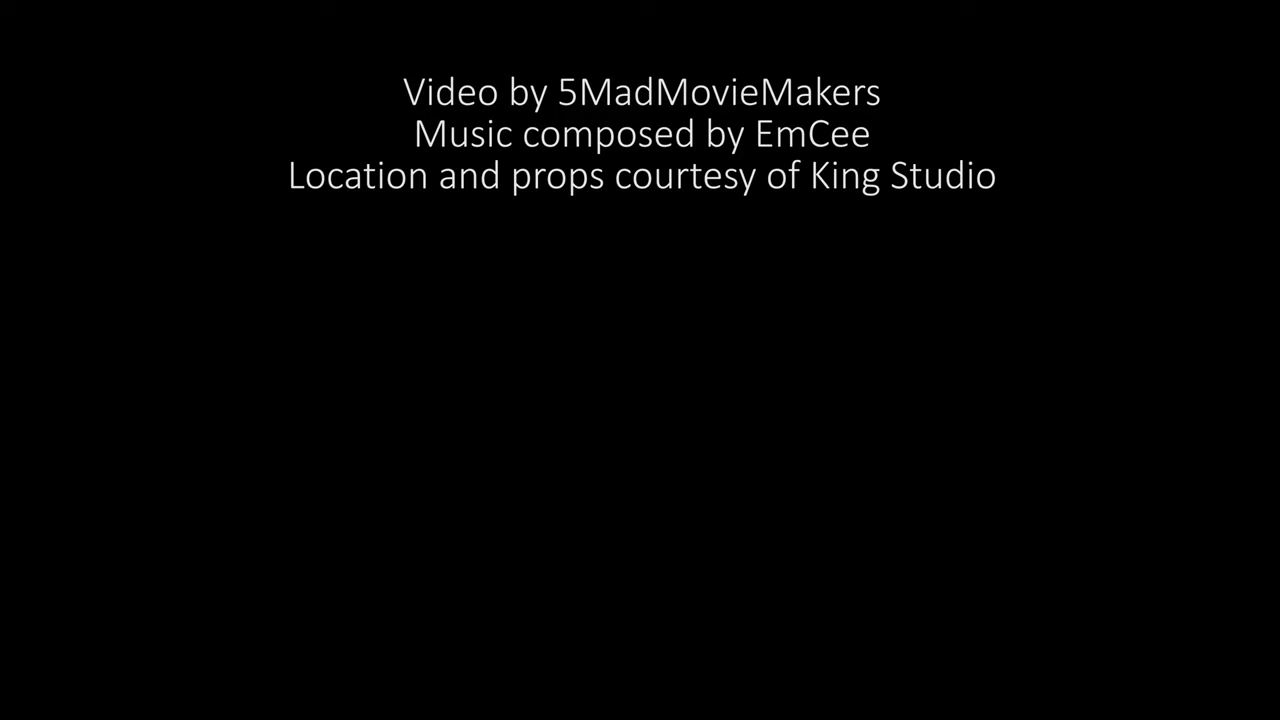 Video by 5MadMovieMakers
Music composed by EmCee
Location and props courtesy of King Studio